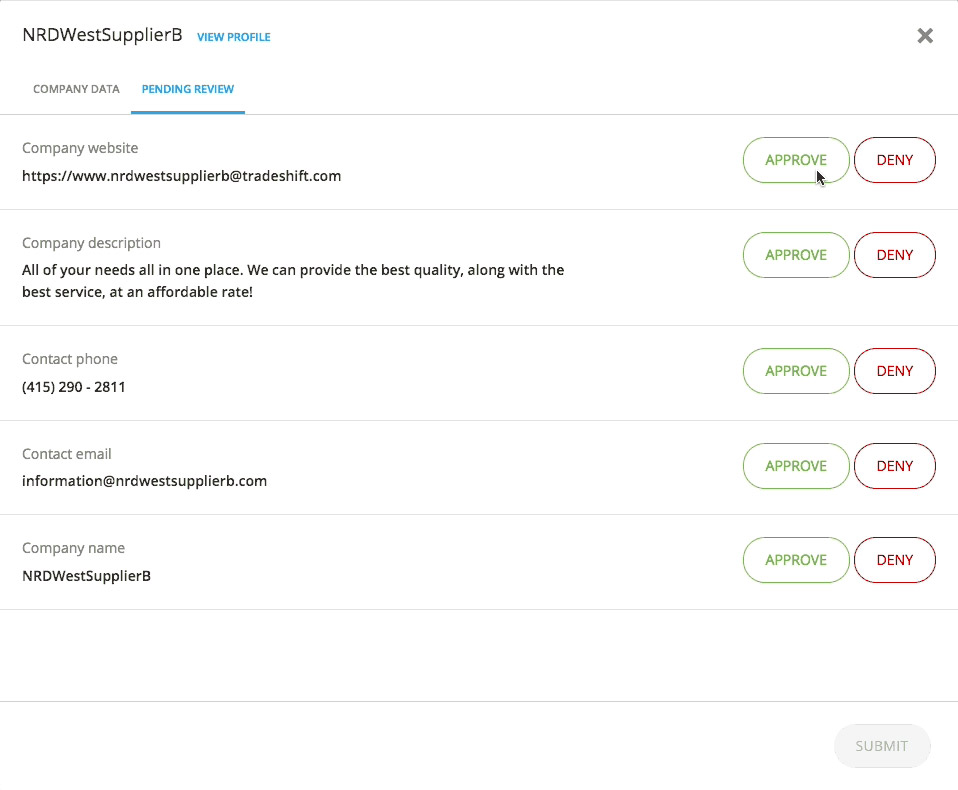 NRDWestSupplierB VIEW PROFILE
COMPANY DATA PENDING REVIEW
Company website
https://www.nrdwestsupplierb@tradeshift.com
APPROVE DENY
Company description
All of your needs all in one place. We can provide the best quality, along with the
best service, at an affordable rate!
APPROVE DENY
Contact phone
(415) 290 - 2811
APPROVE DENY
Contact email
information@nrdwestsupplierb.com
APPROVE DENY
Company name
NRDWestSupplierB
APPROVE DENY
SUBMIT